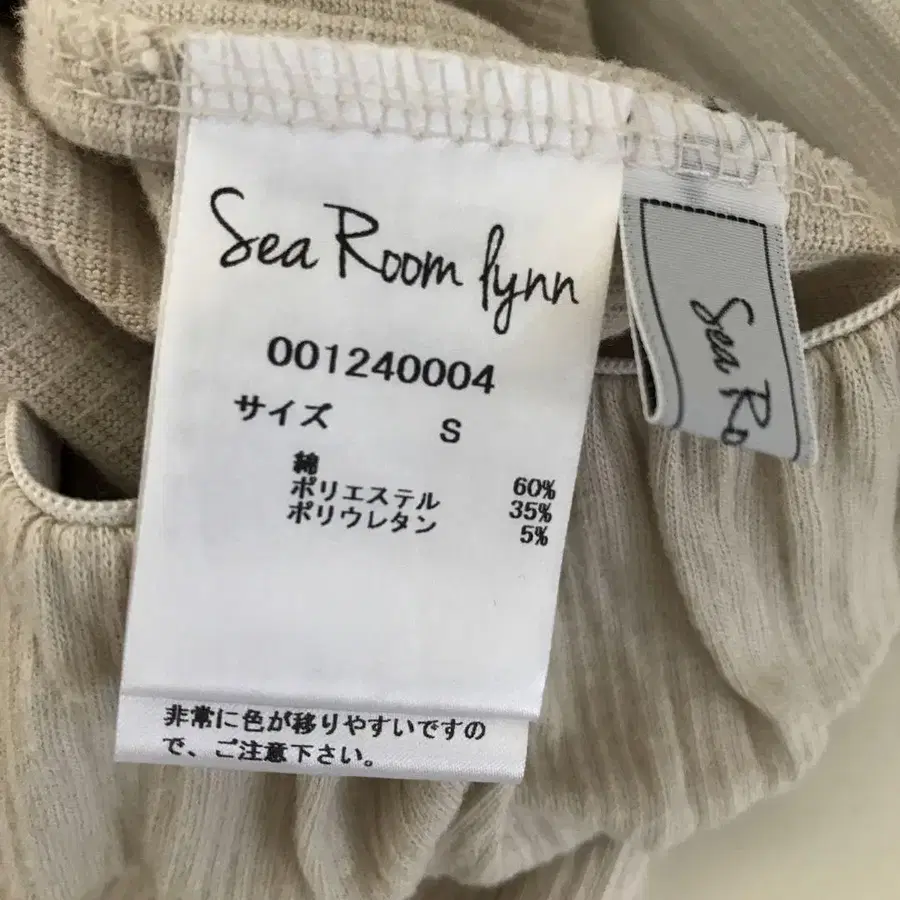 Sea Room lynn
001240004
サイズ S
綿 60%
ポリエステル 35%
ポリウレタン 5%
非常に色が移りやすいですの
で、ご注意下さい。
Sea Ro